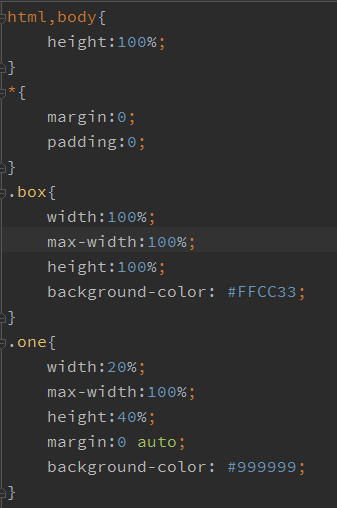 html,body{
    height:100%;
}
*{
    margin:0;
    padding:0;
}
.box{
    width:100%;
    max-width:100%;
    height:100%;
    background-color: #FFCC33;
}
.one{
    width:20%;
    max-width:100%;
    height:40%;
    margin:0 auto;
    background-color: #999999;
}